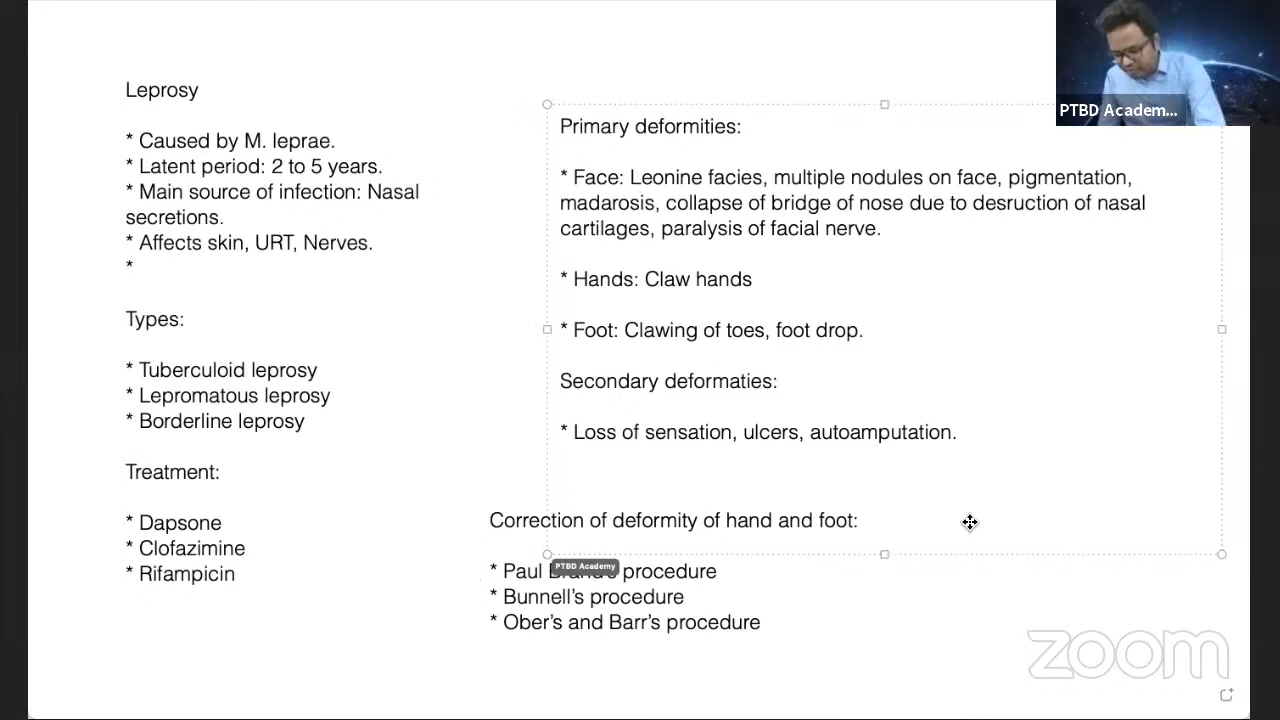 Leprosy
* Caused by M. leprae.
* Latent period: 2 to 5 years.
* Main source of infection: Nasal
secretions.
* Affects skin, URT, Nerves.
*
Types:
* Tuberculoid leprosy
* Lepromatous leprosy
* Borderline leprosy
Treatment:
* Dapsone
* Clofazimine
* Rifampicin
Primary deformities:
* Face: Leonine facies, multiple nodules on face, pigmentation,
madarosis, collapse of bridge of nose due to desruction of nasal
cartilages, paralysis of facial nerve.
* Hands: Claw hands
* Foot: Clawing of toes, foot drop.
Secondary deformaties:
* Loss of sensation, ulcers, autoamputation.
Correction of deformity of hand and foot:
* Paul Brand's procedure
* Bunnell’s procedure
* Ober’s and Barr’s procedure
PTBD Academy
PTBD Academ...
zoom